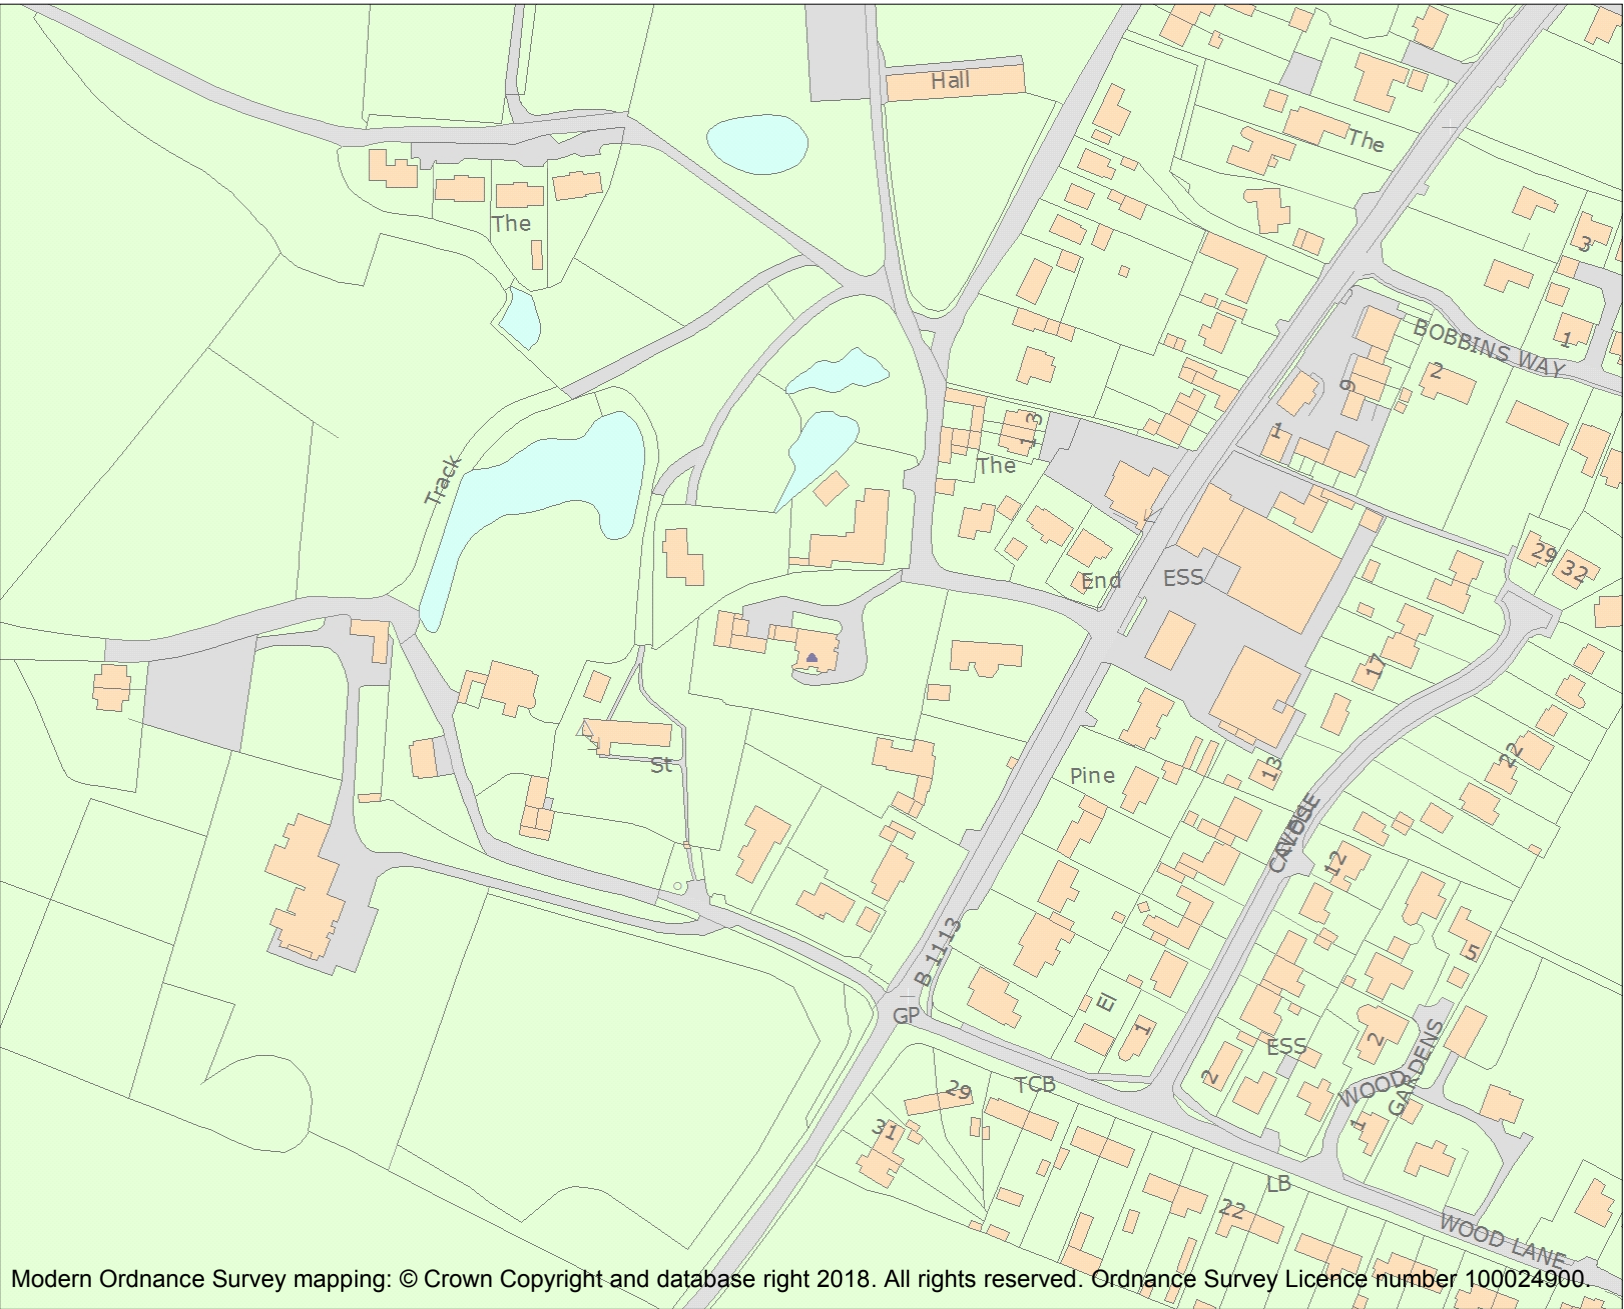 Hall
The
The
3
1
BOBBINS WAY
2
9
1
1 3
The
Track
29
32
End
ESS
17
22
St
Pine
13
CAVELL
CLOSE
12
B 1113
5
GP
El
1
ESS
2
2
WOOD
GARDENS
TCB
29
31
1
LB
22
WOOD LANE
Modern Ordnance Survey mapping: © Crown Copyright and database right 2018. All rights reserved. Ordnance Survey Licence number 100024900.